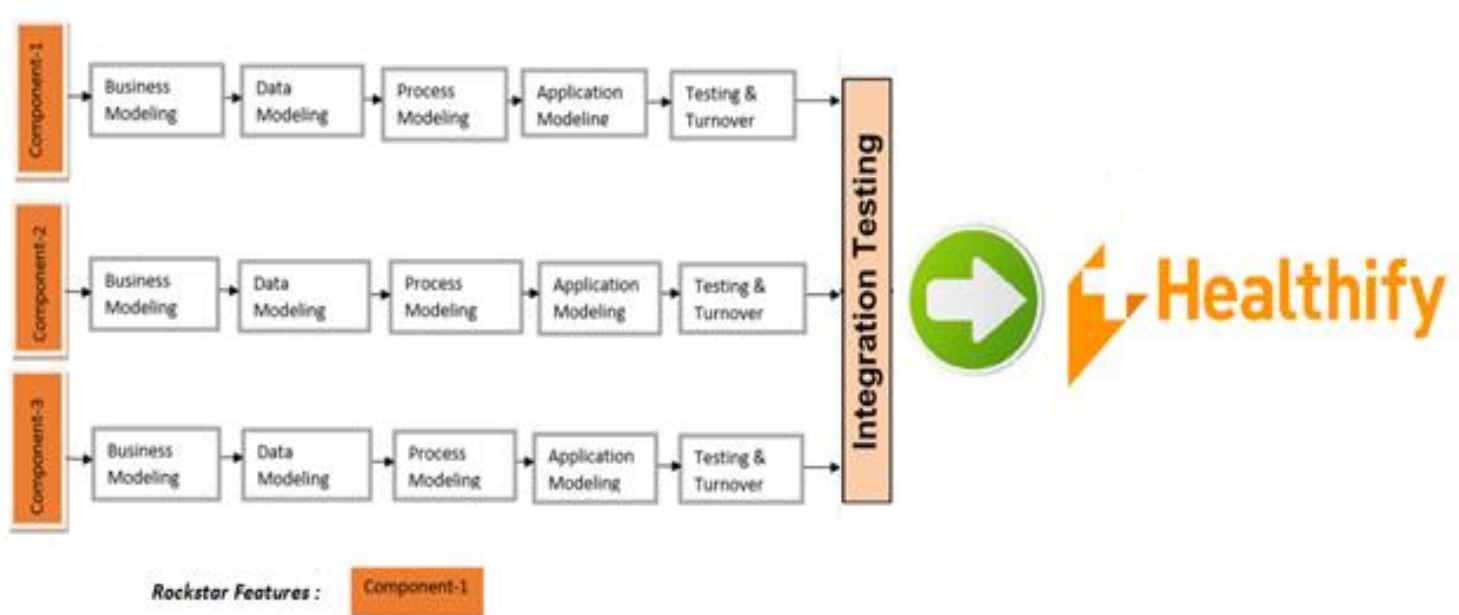 Component-1
Business
Modeling
Data
Modeling
Process
Modeling
Application
Modeling
Testing &
Turnover
Component-2
Business
Modeling
Data
Modeling
Process
Modeling
Application
Modeling
Testing &
Turnover
Component-3
Business
Modeling
Data
Modeling
Process
Modeling
Application
Modeling
Testing &
Turnover
Integration Testing
Healthify
Rockstar Features :
Component-1